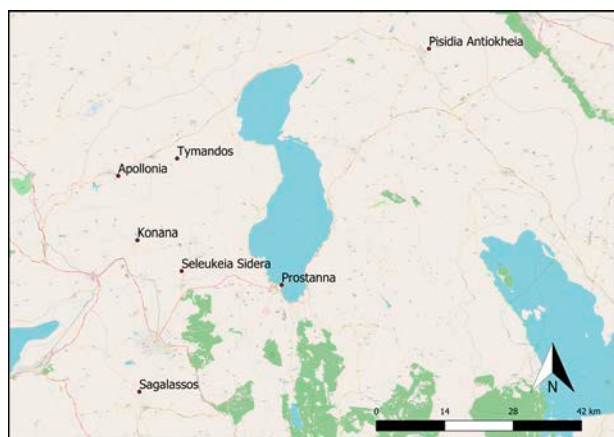 Pisidia Antiokheia
Tymandos
Apollonia
Konana
Seleukeia Sidera
Prostanna
Sagalassos
N
0 14 28 42 km